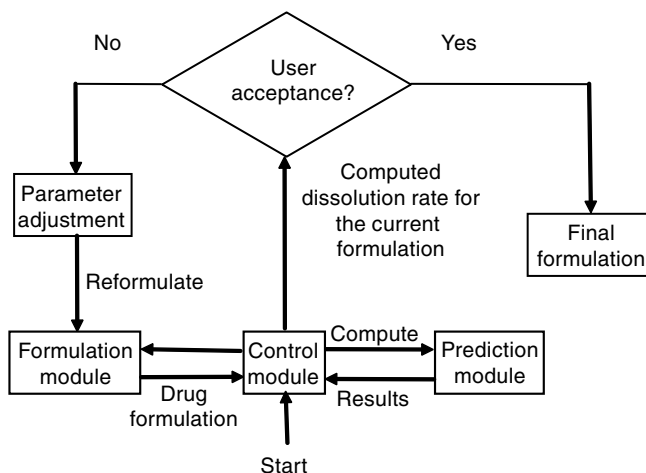 No
Yes
User
acceptance?
Parameter
adjustment
Computed
dissolution rate for
the current
formulation
Final
formulation
Reformulate
Formulation
module
Drug
formulation
Control
module
Compute
Results
Prediction
module
Start